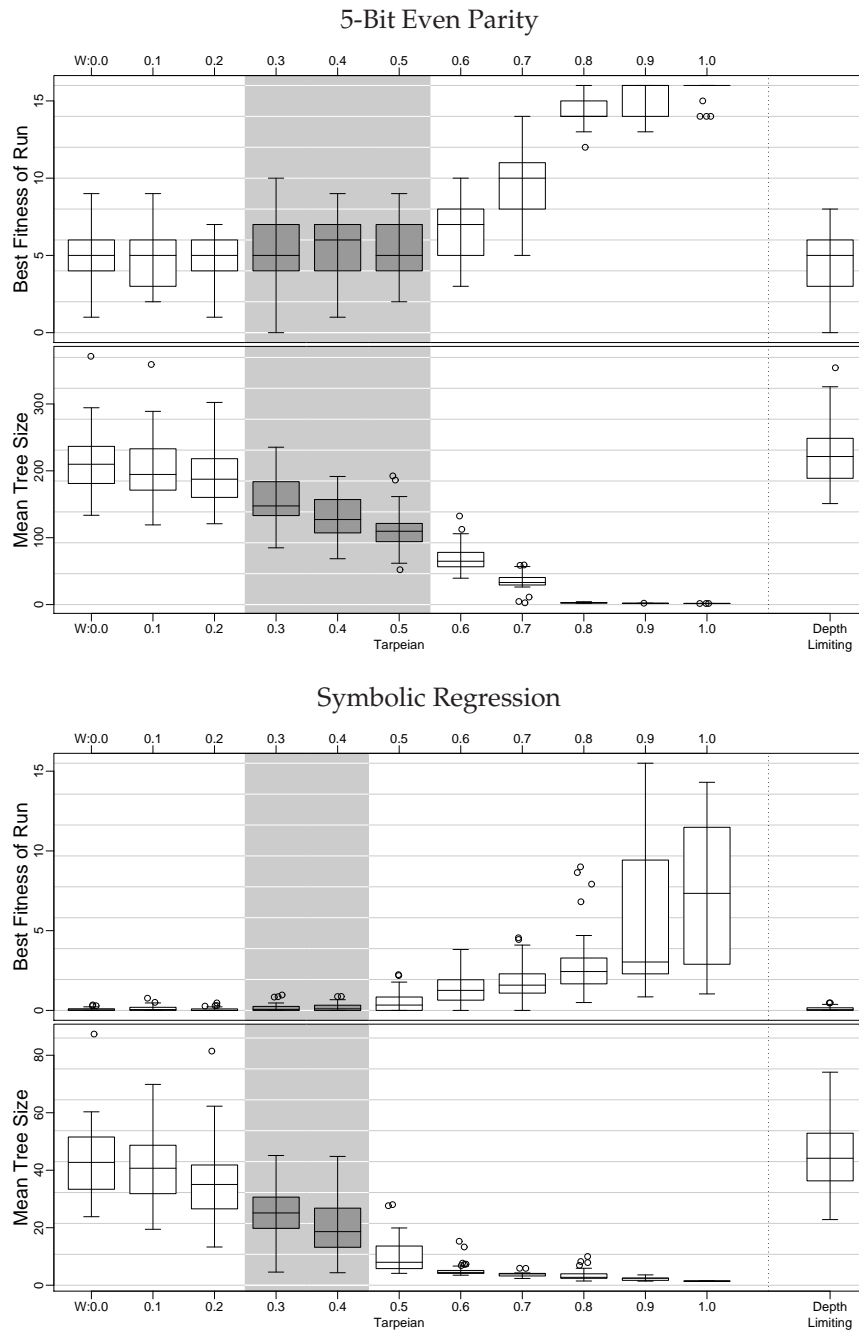 5-Bit Even Parity
W:0.0 0.1 0.2 0.3 0.4 0.5 0.6 0.7 0.8 0.9 1.0
Best Fitness of Run
15
10
5
0
Mean Tree Size
300
200
100
0
W:0.0 0.1 0.2 0.3 0.4 0.5 0.6 0.7 0.8 0.9 1.0 Depth
Tarpeian Limiting
Symbolic Regression
W:0.0 0.1 0.2 0.3 0.4 0.5 0.6 0.7 0.8 0.9 1.0
Best Fitness of Run
15
10
5
0
Mean Tree Size
80
60
40
20
0
W:0.0 0.1 0.2 0.3 0.4 0.5 0.6 0.7 0.8 0.9 1.0 Depth
Tarpeian Limiting